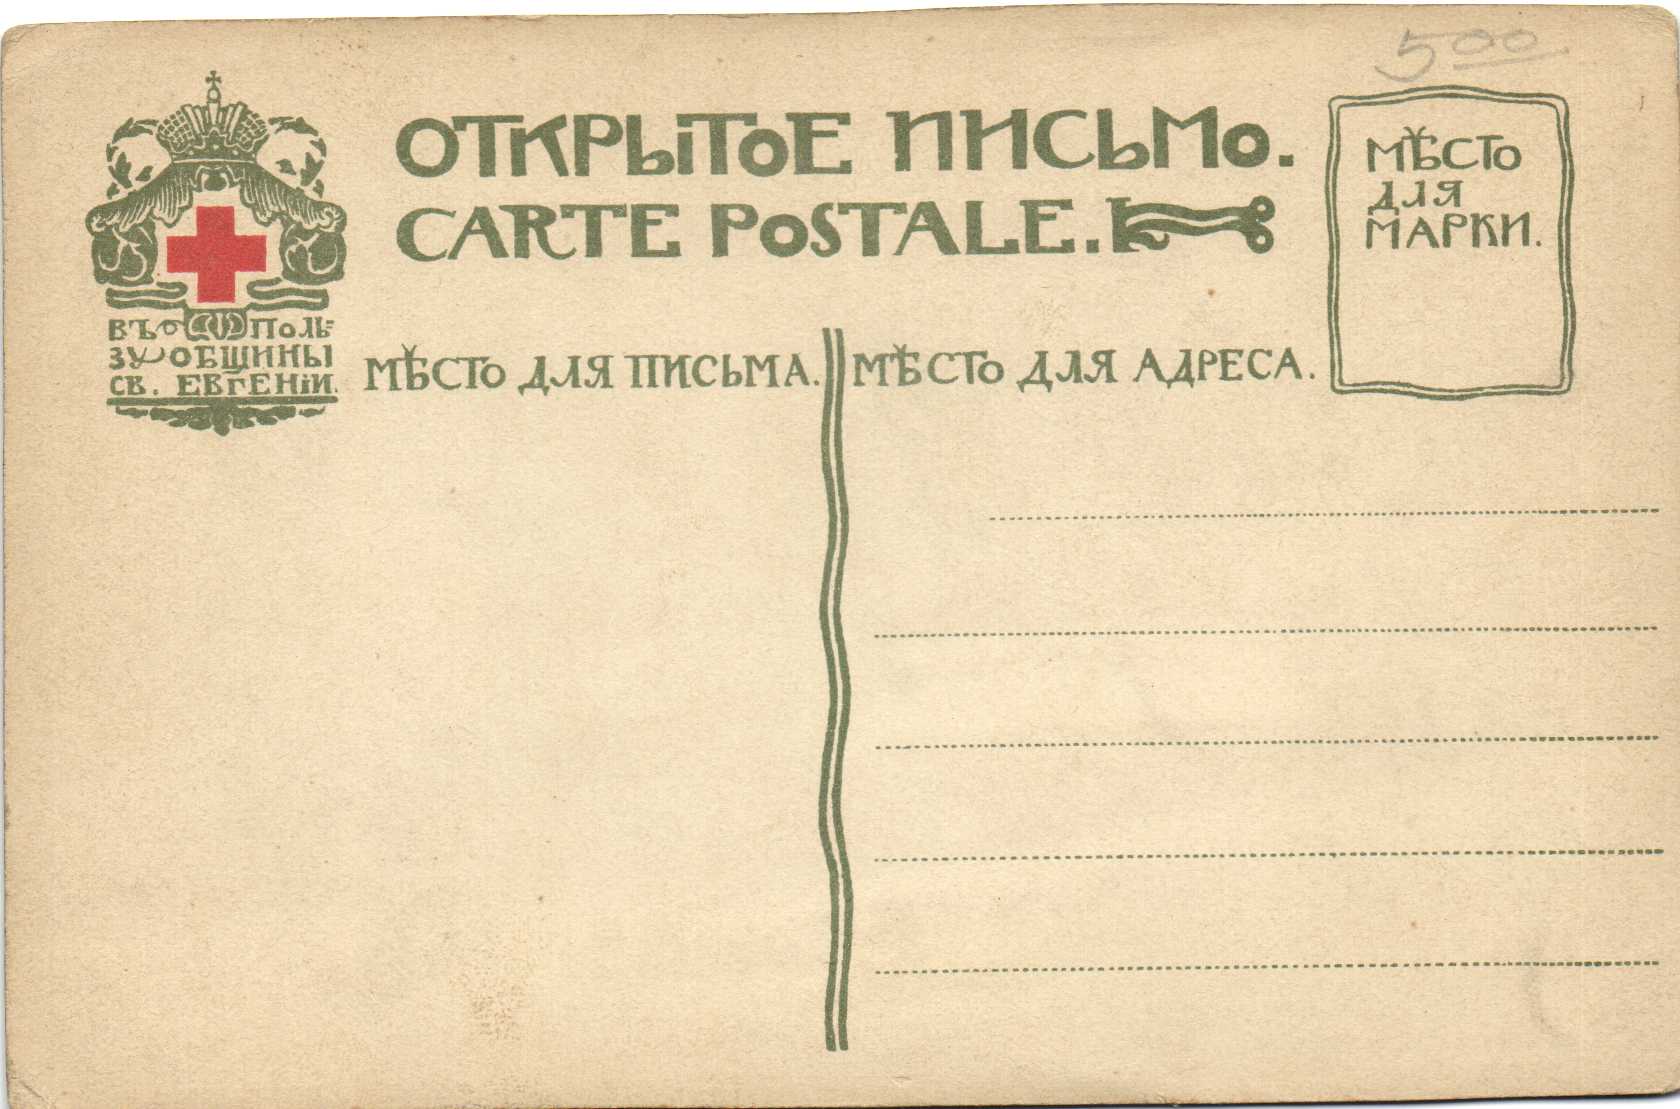 500
ОТКРЫТОЕ ПИСЬМО.
CARTE POSTALE.
МѢСТО
ДЛЯ
МАРКИ.
ВЪ ПОЛЬ=
ЗУ ОБЩИНЫ
СВ. ЕВГЕНІИ.
МѢСТО ДЛЯ ПИСЬМА.
МѢСТО ДЛЯ АДРЕСА.